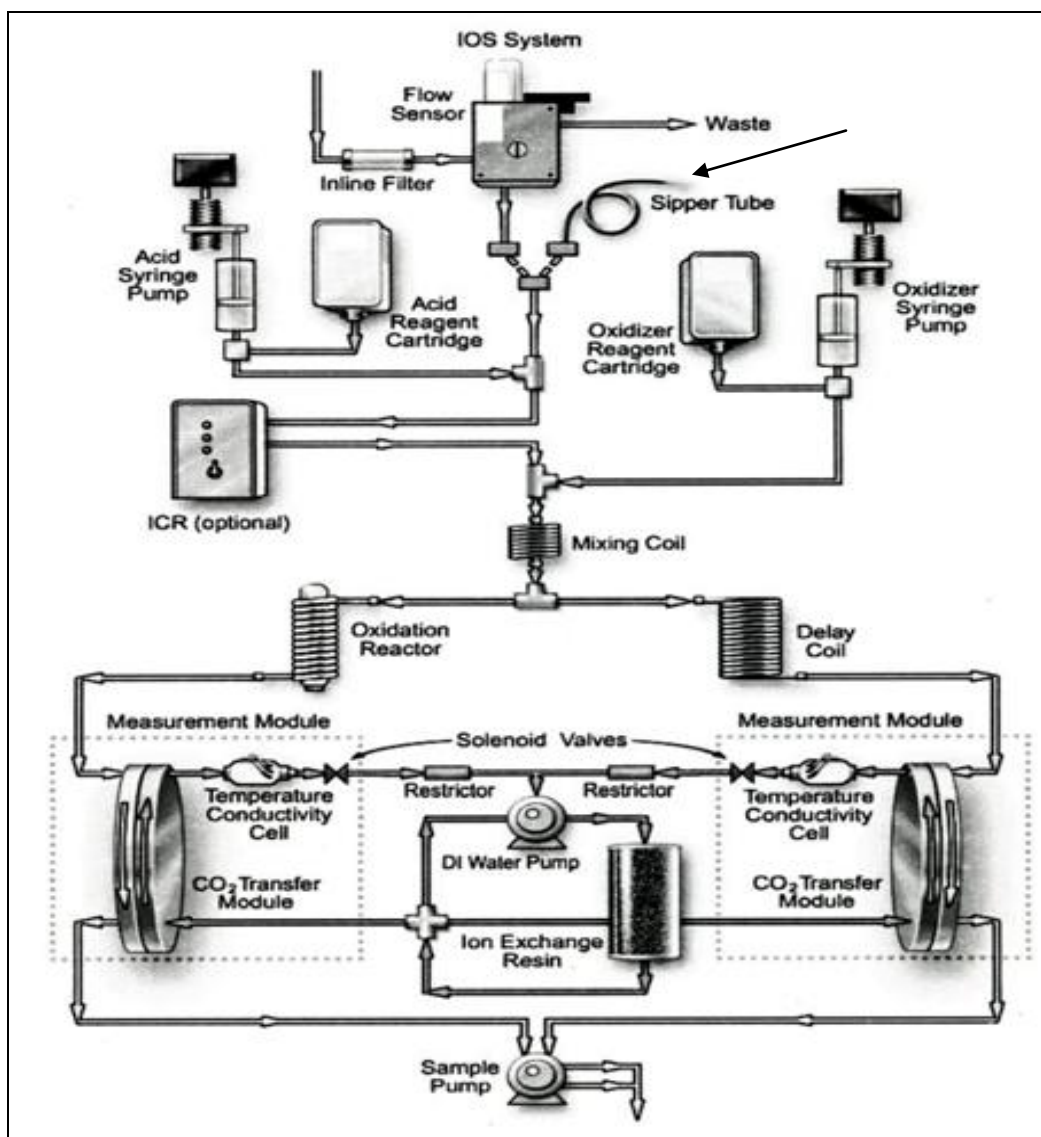 IOS System
Flow
Sensor
Waste
Inline Filter
Sipper Tube
Acid
Syringe
Pump
Acid
Reagent
Cartridge
Oxidizer
Reagent
Cartridge
Oxidizer
Syringe
Pump
ICR (optional)
Mixing Coil
Oxidation
Reactor
Delay
Coil
Measurement Module
Solenoid Valves
Measurement Module
Temperature
Conductivity
Cell
Restrictor
Restrictor
Temperature
Conductivity
Cell
DI Water Pump
CO₂ Transfer
Module
CO₂ Transfer
Module
Ion Exchange
Resin
Sample
Pump